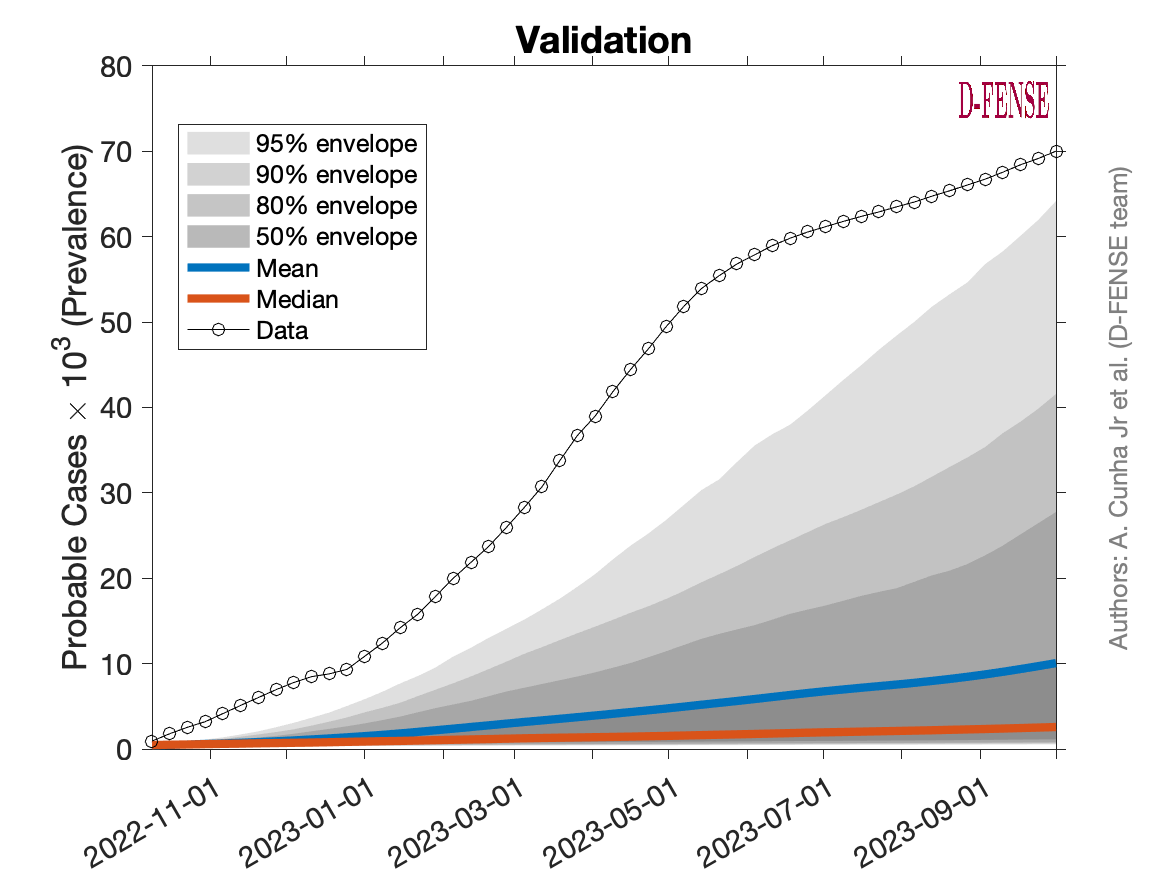 Validation
D-FENSE
80
70
60
50
40
30
20
10
0
Probable Cases × 10³ (Prevalence)
95% envelope
90% envelope
80% envelope
50% envelope
Mean
Median
Data
2022-11-01
2023-01-01
2023-03-01
2023-05-01
2023-07-01
2023-09-01
Authors: A. Cunha Jr et al. (D-FENSE team)